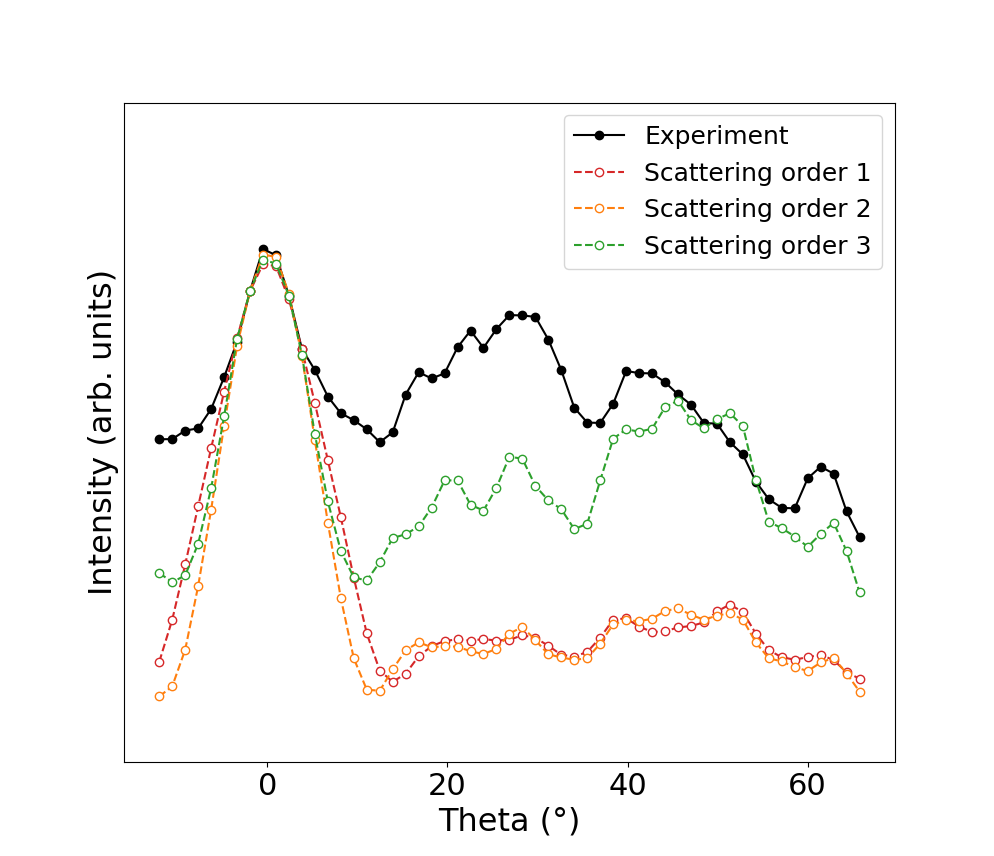 Experiment
Scattering order 1
Scattering order 2
Scattering order 3
Intensity (arb. units)
0 20 40 60
Theta (°)